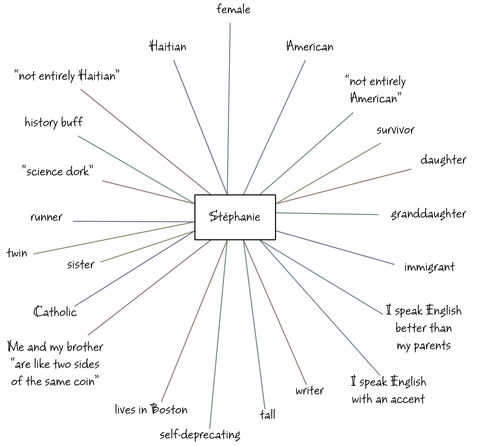 female
Haitian
American
"not entirely Haitian"
"not entirely
American"
history buff
survivor
"science dork"
daughter
Stéphanie
runner
granddaughter
twin
sister
immigrant
Catholic
I speak English
better than
my parents
Me and my brother
"are like two sides
of the same coin"
I speak English
with an accent
writer
lives in Boston
tall
self-deprecating